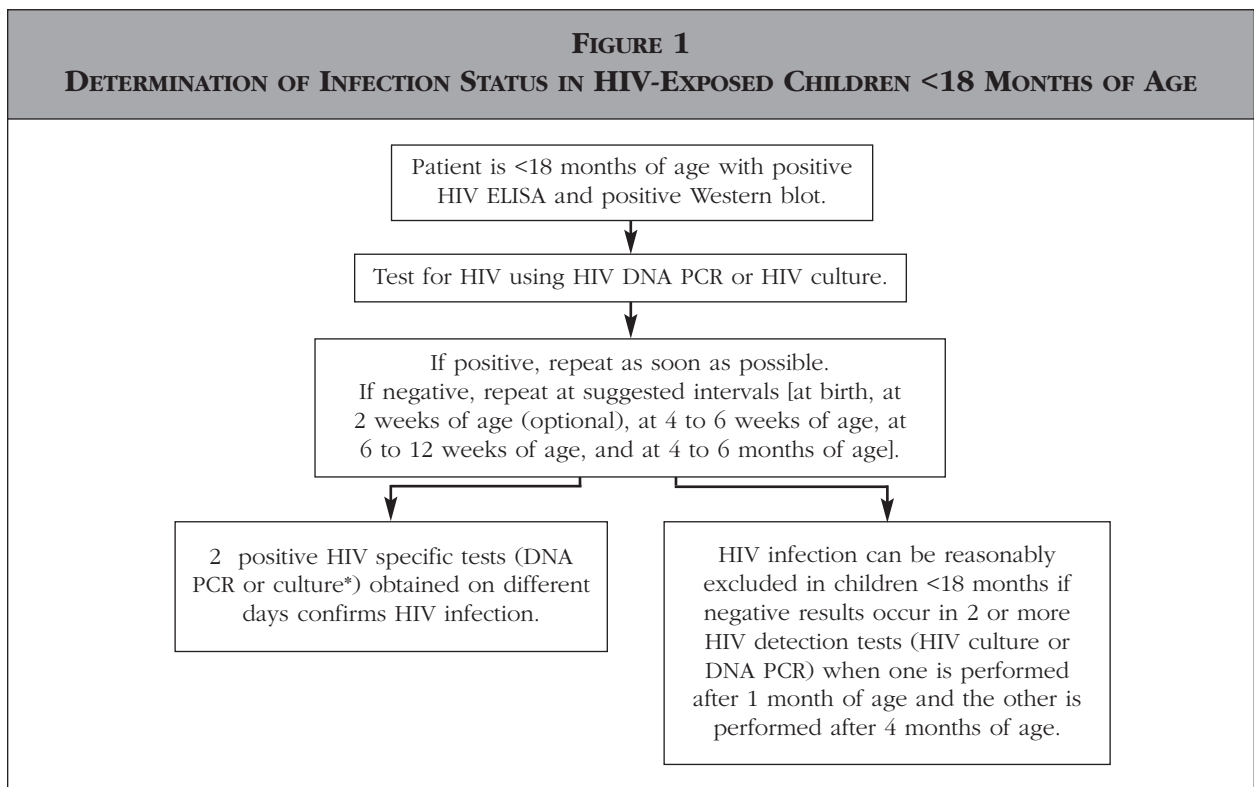 FIGURE 1
DETERMINATION OF INFECTION STATUS IN HIV-EXPOSED CHILDREN <18 MONTHS OF AGE
Patient is <18 months of age with positive
HIV ELISA and positive Western blot.
Test for HIV using HIV DNA PCR or HIV culture.
If positive, repeat as soon as possible.
If negative, repeat at suggested intervals [at birth, at
2 weeks of age (optional), at 4 to 6 weeks of age, at
6 to 12 weeks of age, and at 4 to 6 months of age].
2 positive HIV specific tests (DNA
PCR or culture*) obtained on different
days confirms HIV infection.
HIV infection can be reasonably
excluded in children <18 months if
negative results occur in 2 or more
HIV detection tests (HIV culture or
DNA PCR) when one is performed
after 1 month of age and the other is
performed after 4 months of age.